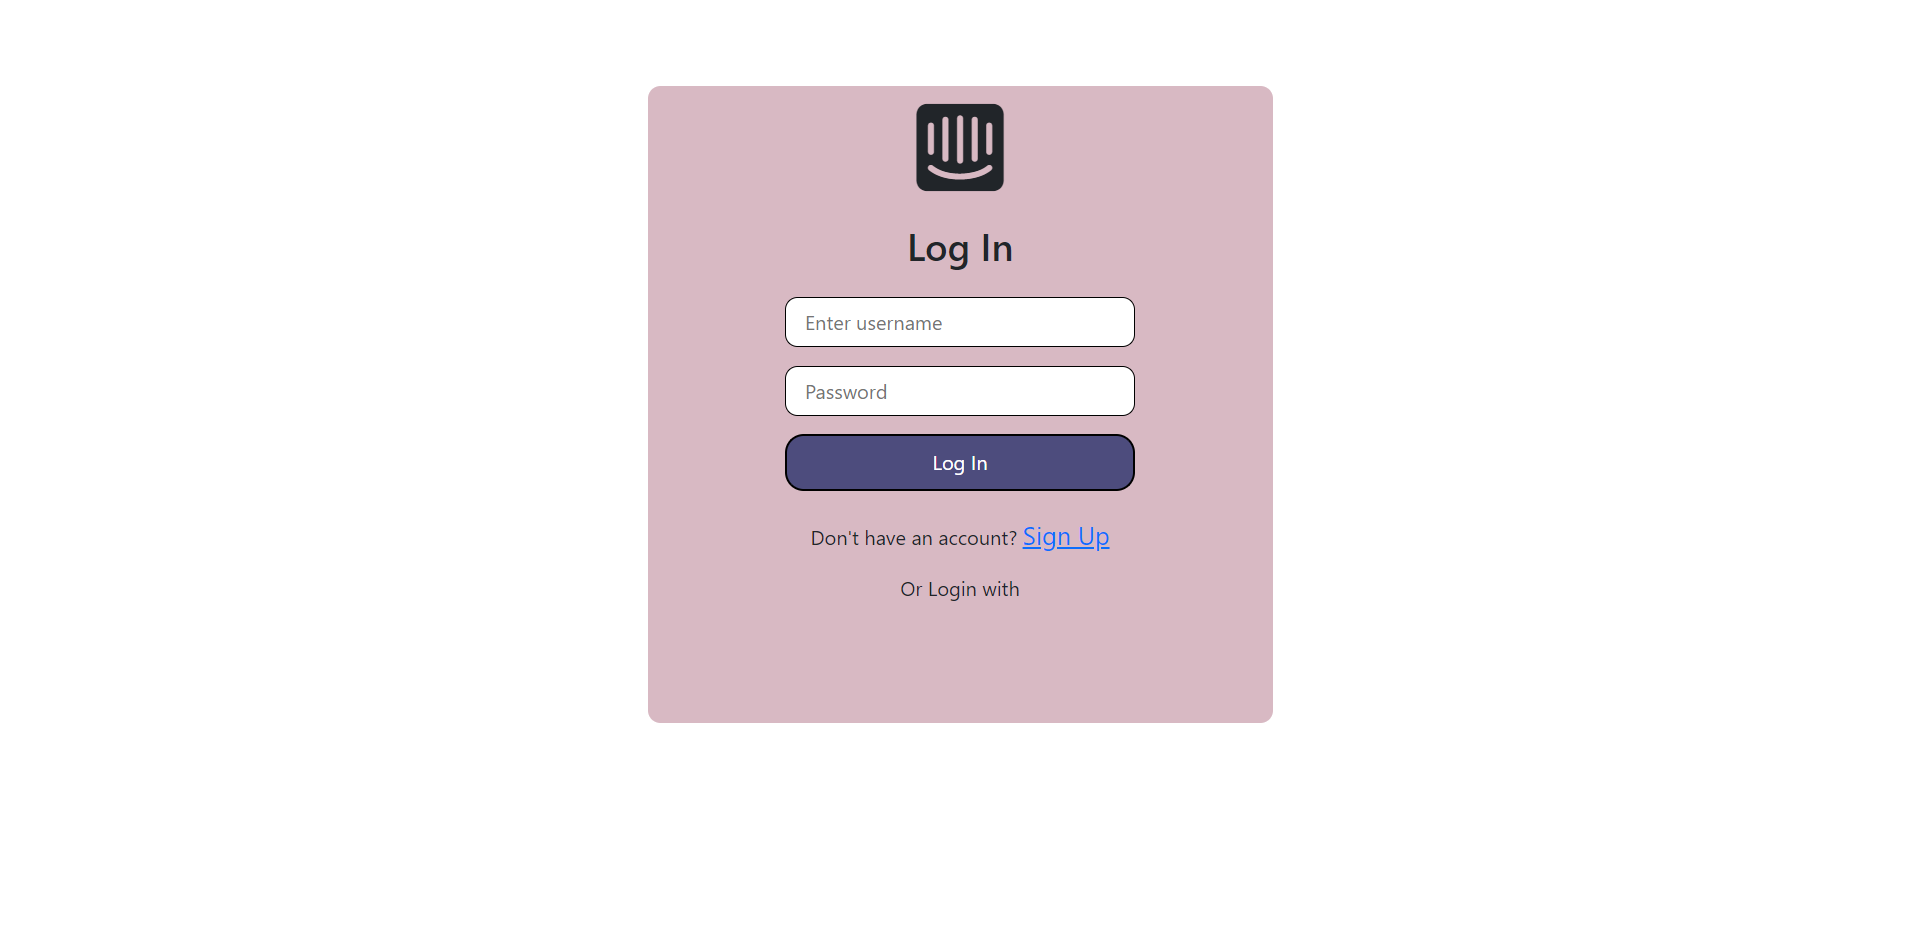 Log In
Enter username
Password
Log In
Don't have an account? Sign Up
Or Login with